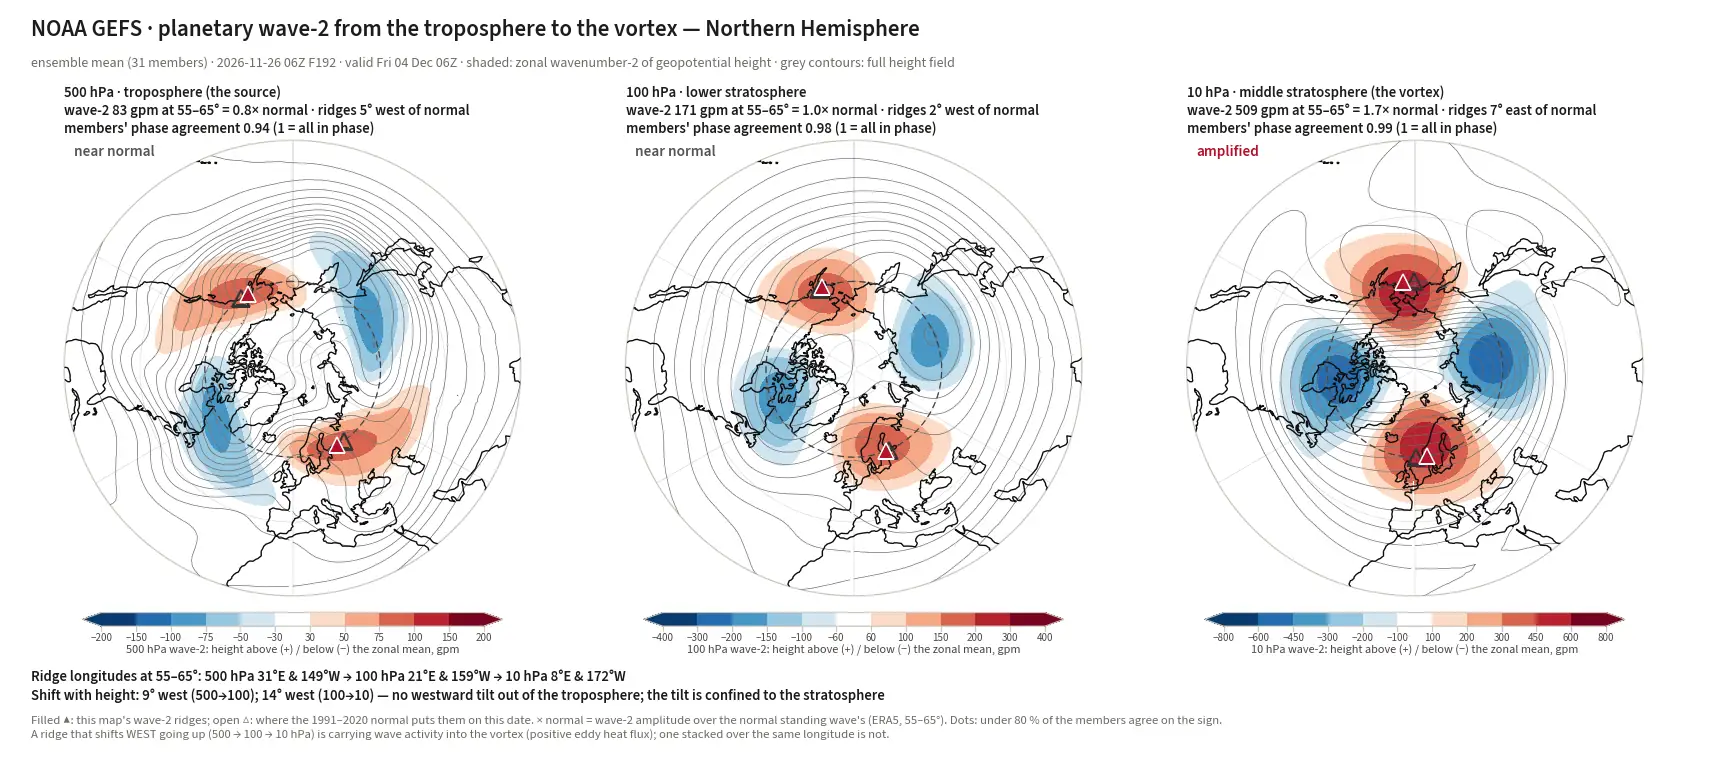 NOAA GEFS · planetary wave-2 from the troposphere to the vortex — Northern Hemisphere
ensemble mean (31 members) · 2026-11-26 06Z F192 · valid Fri 04 Dec 06Z · shaded: zonal wavenumber-2 of geopotential height · grey contours: full height field
500 hPa · troposphere (the source)
wave-2 83 gpm at 55–65° = 0.8× normal · ridges 5° west of normal
members' phase agreement 0.94 (1 = all in phase)
near normal
100 hPa · lower stratosphere
wave-2 171 gpm at 55–65° = 1.0× normal · ridges 2° west of normal
members' phase agreement 0.98 (1 = all in phase)
near normal
10 hPa · middle stratosphere (the vortex)
wave-2 509 gpm at 55–65° = 1.7× normal · ridges 7° east of normal
members' phase agreement 0.99 (1 = all in phase)
amplified
−200 −150 −100 −75 −50 −30 30 50 75 100 150 200
500 hPa wave-2: height above (+) / below (−) the zonal mean, gpm
−400 −300 −200 −150 −100 −60 60 100 150 200 300 400
100 hPa wave-2: height above (+) / below (−) the zonal mean, gpm
−800 −600 −450 −300 −200 −100 100 200 300 450 600 800
10 hPa wave-2: height above (+) / below (−) the zonal mean, gpm
Ridge longitudes at 55–65°: 500 hPa 31°E & 149°W → 100 hPa 21°E & 159°W → 10 hPa 8°E & 172°W
Shift with height: 9° west (500→100); 14° west (100→10) — no westward tilt out of the troposphere; the tilt is confined to the stratosphere
Filled ▲: this map's wave-2 ridges; open △: where the 1991–2020 normal puts them on this date. × normal = wave-2 amplitude over the normal standing wave's (ERA5, 55–65°). Dots: under 80 % of the members agree on the sign.
A ridge that shifts WEST going up (500 → 100 → 10 hPa) is carrying wave activity into the vortex (positive eddy heat flux); one stacked over the same longitude is not.